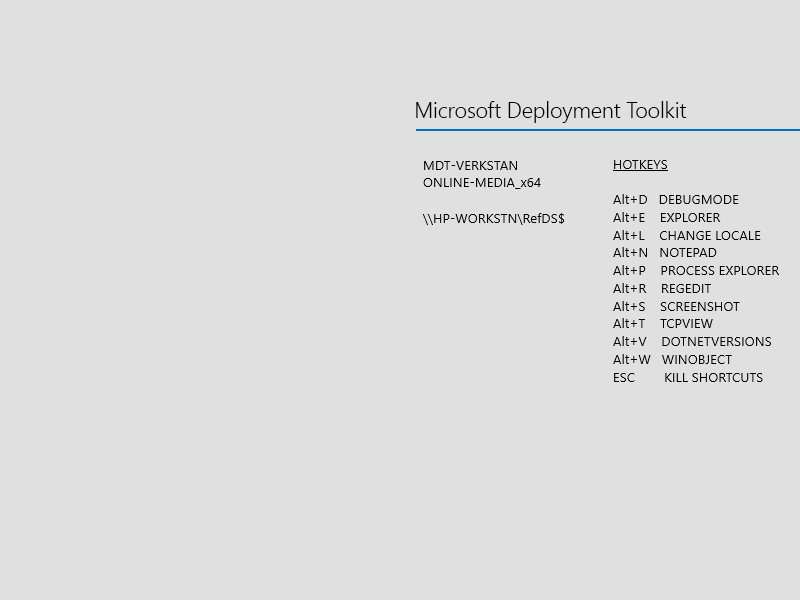 Microsoft Deployment Toolkit
MDT-VERKSTAN
ONLINE-MEDIA_x64
\\HP-WORKSTN\RefDS$
HOTKEYS
Alt+D DEBUGMODE
Alt+E EXPLORER
Alt+L CHANGE LOCALE
Alt+N NOTEPAD
Alt+P PROCESS EXPLORER
Alt+R REGEDIT
Alt+S SCREENSHOT
Alt+T TCPVIEW
Alt+V DOTNETVERSIONS
Alt+W WINOBJECT
ESC KILL SHORTCUTS